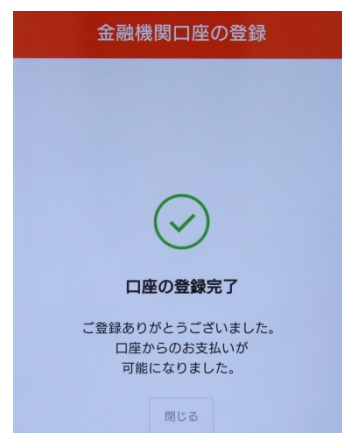 金融機関口座の登録
口座の登録完了
ご登録ありがとうございました。
口座からのお支払いが
可能になりました。
閉じる